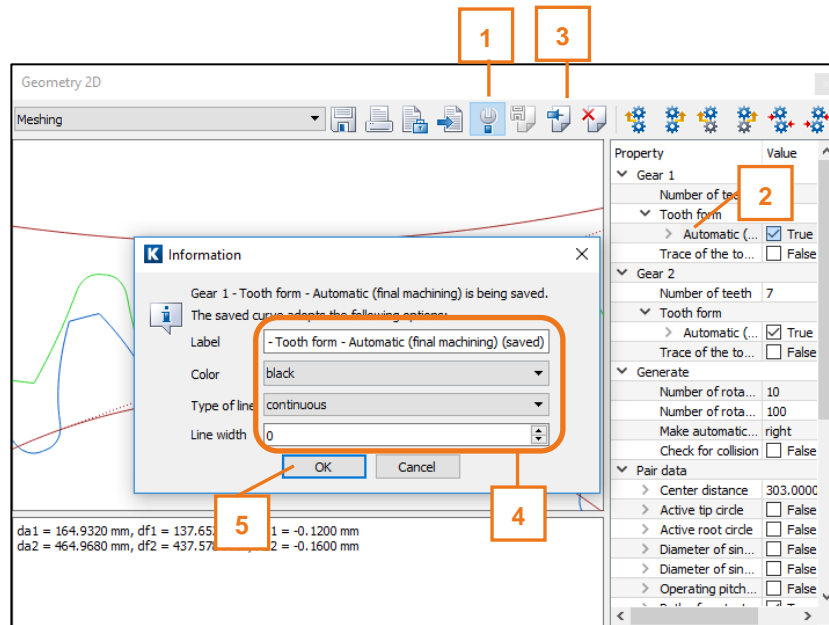 1
3
Geometry 2D
Meshing
Property Value
Gear 1
Number of
2
Tooth form
Automatic (... True
Trace of the to... False
Gear 2
Number of teeth 7
Tooth form
Automatic (... True
Trace of the to... False
Generate
Number of rota... 10
Number of rota... 100
Make automatic... right
Check for collision False
Pair data
Center distance 303.0000
Active tip circle False
Active root circle False
Diameter of sin... False
Diameter of sin... False
Operating pitch... False
K Information
Gear 1 - Tooth form - Automatic (final machining) is being saved.
The saved curve adopts the following options:
Label - Tooth form - Automatic (final machining) (saved)
Color black
Type of line continuous
Line width 0
OK Cancel
5
4
da1 = 164.9320 mm, df1 = 137.65 1 = -0.1200 mm
da2 = 464.9680 mm, df2 = 437.578 2 = -0.1600 mm